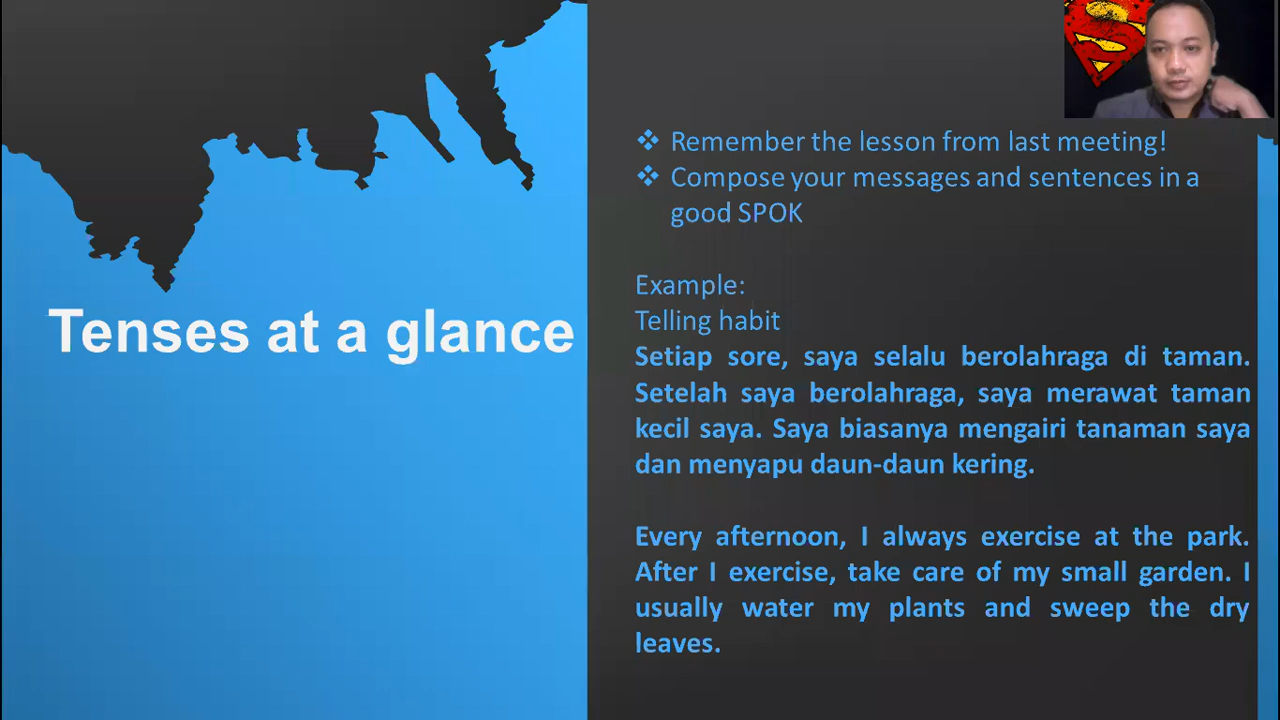 Tenses at a glance
❖ Remember the lesson from last meeting!
❖ Compose your messages and sentences in a
good SPOK
Example:
Telling habit
Setiap sore, saya selalu berolahraga di taman.
Setelah saya berolahraga, saya merawat taman
kecil saya. Saya biasanya mengairi tanaman saya
dan menyapu daun-daun kering.
Every afternoon, I always exercise at the park.
After I exercise, take care of my small garden. I
usually water my plants and sweep the dry
leaves.